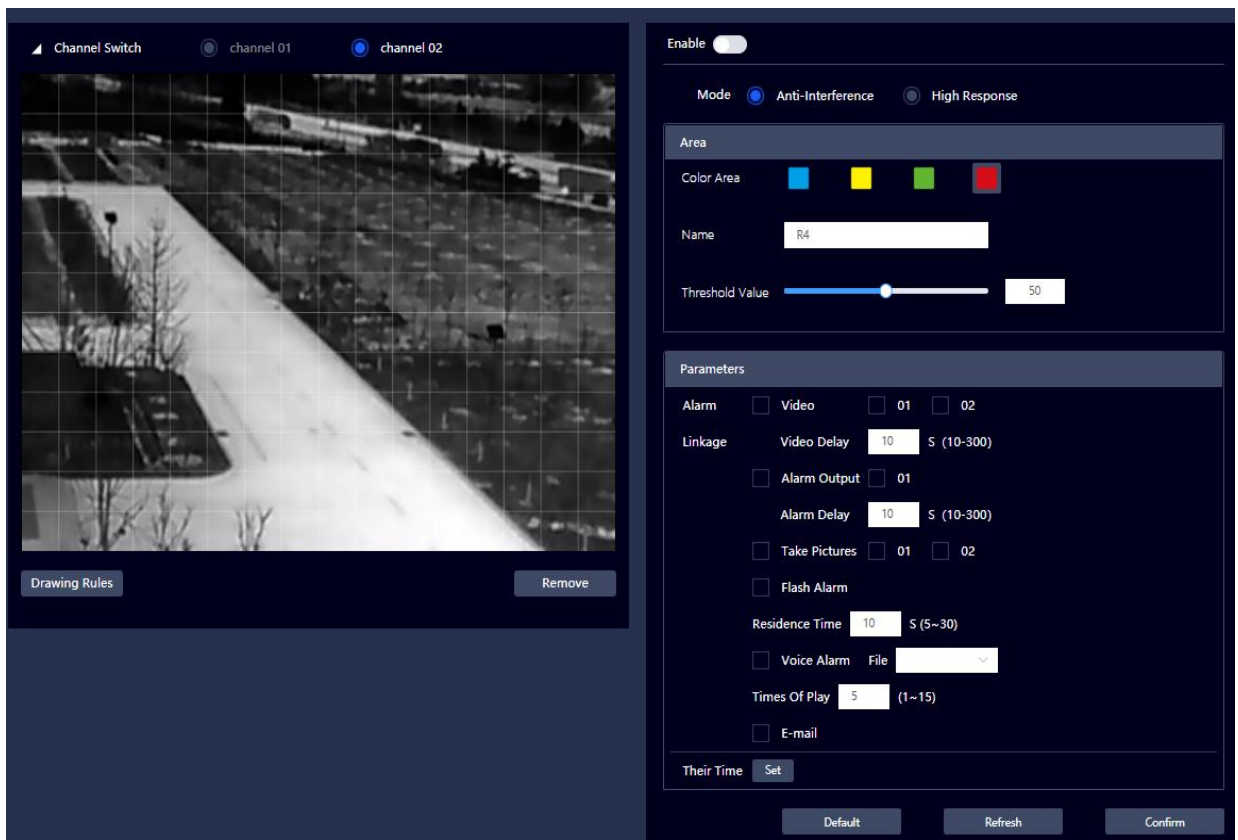 Channel Switch channel 01 channel 02
Drawing Rules Remove
Enable
Mode Anti-Interference High Response
Area
Color Area
Name R4
Threshold Value 50
Parameters
Alarm Video 01 02
Linkage Video Delay 10 S (10-300)
Alarm Output 01
Alarm Delay 10 S (10-300)
Take Pictures 01 02
Flash Alarm
Residence Time 10 S (5~30)
Voice Alarm File
Times Of Play 5 (1~15)
E-mail
Their Time Set
Default Refresh Confirm